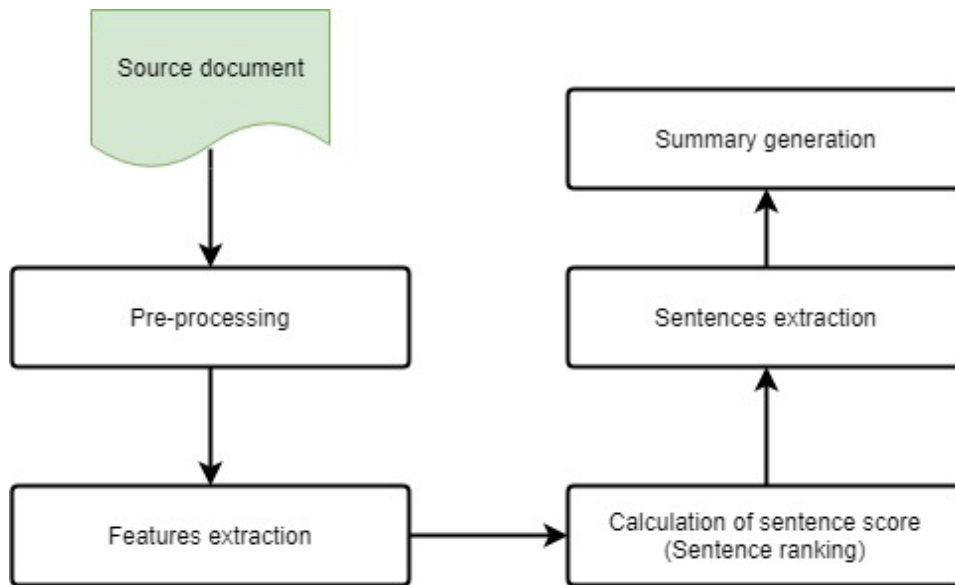 Source document
Pre-processing
Features extraction
Calculation of sentence score
(Sentence ranking)
Sentences extraction
Summary generation